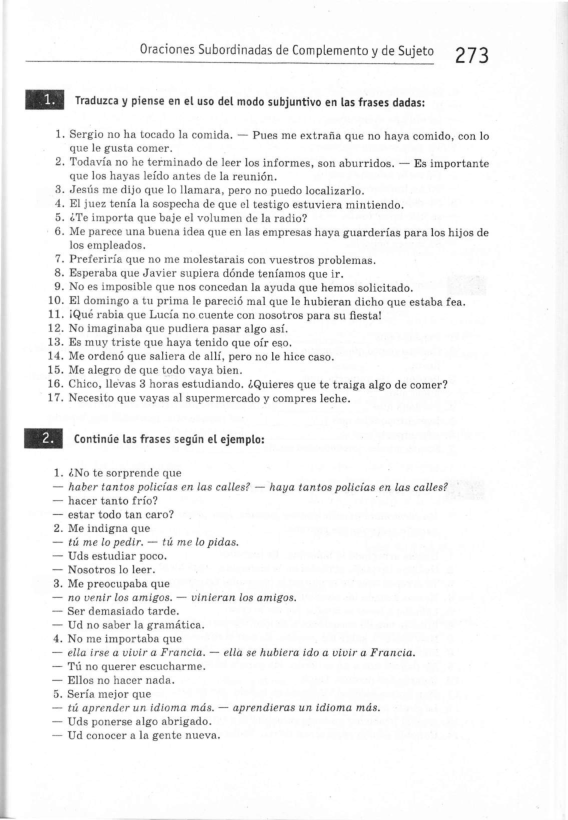 Oraciones Subordinadas de Complemento y de Sujeto 273
1. Traduzca y piense en el uso del modo subjuntivo en las frases dadas:
1. Sergio no ha tocado la comida. — Pues me extraña que no haya comido, con lo
que le gusta comer.
2. Todavía no he terminado de leer los informes, son aburridos. — Es importante
que los hayas leído antes de la reunión.
3. Jesús me dijo que lo llamara, pero no puedo localizarlo.
4. El juez tenía la sospecha de que el testigo estuviera mintiendo.
5. ¿Te importa que baje el volumen de la radio?
6. Me parece una buena idea que en las empresas haya guarderías para los hijos de
los empleados.
7. Preferiría que no me molestarais con vuestros problemas.
8. Esperaba que Javier supiera dónde teníamos que ir.
9. No es imposible que nos concedan la ayuda que hemos solicitado.
10. El domingo a tu prima le pareció mal que le hubieran dicho que estaba fea.
11. ¡Qué rabia que Lucía no cuente con nosotros para su fiesta!
12. No imaginaba que pudiera pasar algo así.
13. Es muy triste que haya tenido que oír eso.
14. Me ordenó que saliera de allí, pero no le hice caso.
15. Me alegro de que todo vaya bien.
16. Chico, llevas 3 horas estudiando. ¿Quieres que te traiga algo de comer?
17. Necesito que vayas al supermercado y compres leche.
2. Continúe las frases según el ejemplo:
1. ¿No te sorprende que
— haber tantos policías en las calles? — haya tantos policías en las calles?
— hacer tanto frío?
— estar todo tan caro?
2. Me indigna que
— tú me lo pedir. — tú me lo pidas.
— Uds estudiar poco.
— Nosotros lo leer.
3. Me preocupaba que
— no venir los amigos. — vinieran los amigos.
— Ser demasiado tarde.
— Ud no saber la gramática.
4. No me importaba que
— ella irse a vivir a Francia. — ella se hubiera ido a vivir a Francia.
— Tú no querer escucharme.
— Ellos no hacer nada.
5. Sería mejor que
— tú aprender un idioma más. — aprendieras un idioma más.
— Uds ponerse algo abrigado.
— Ud conocer a la gente nueva.